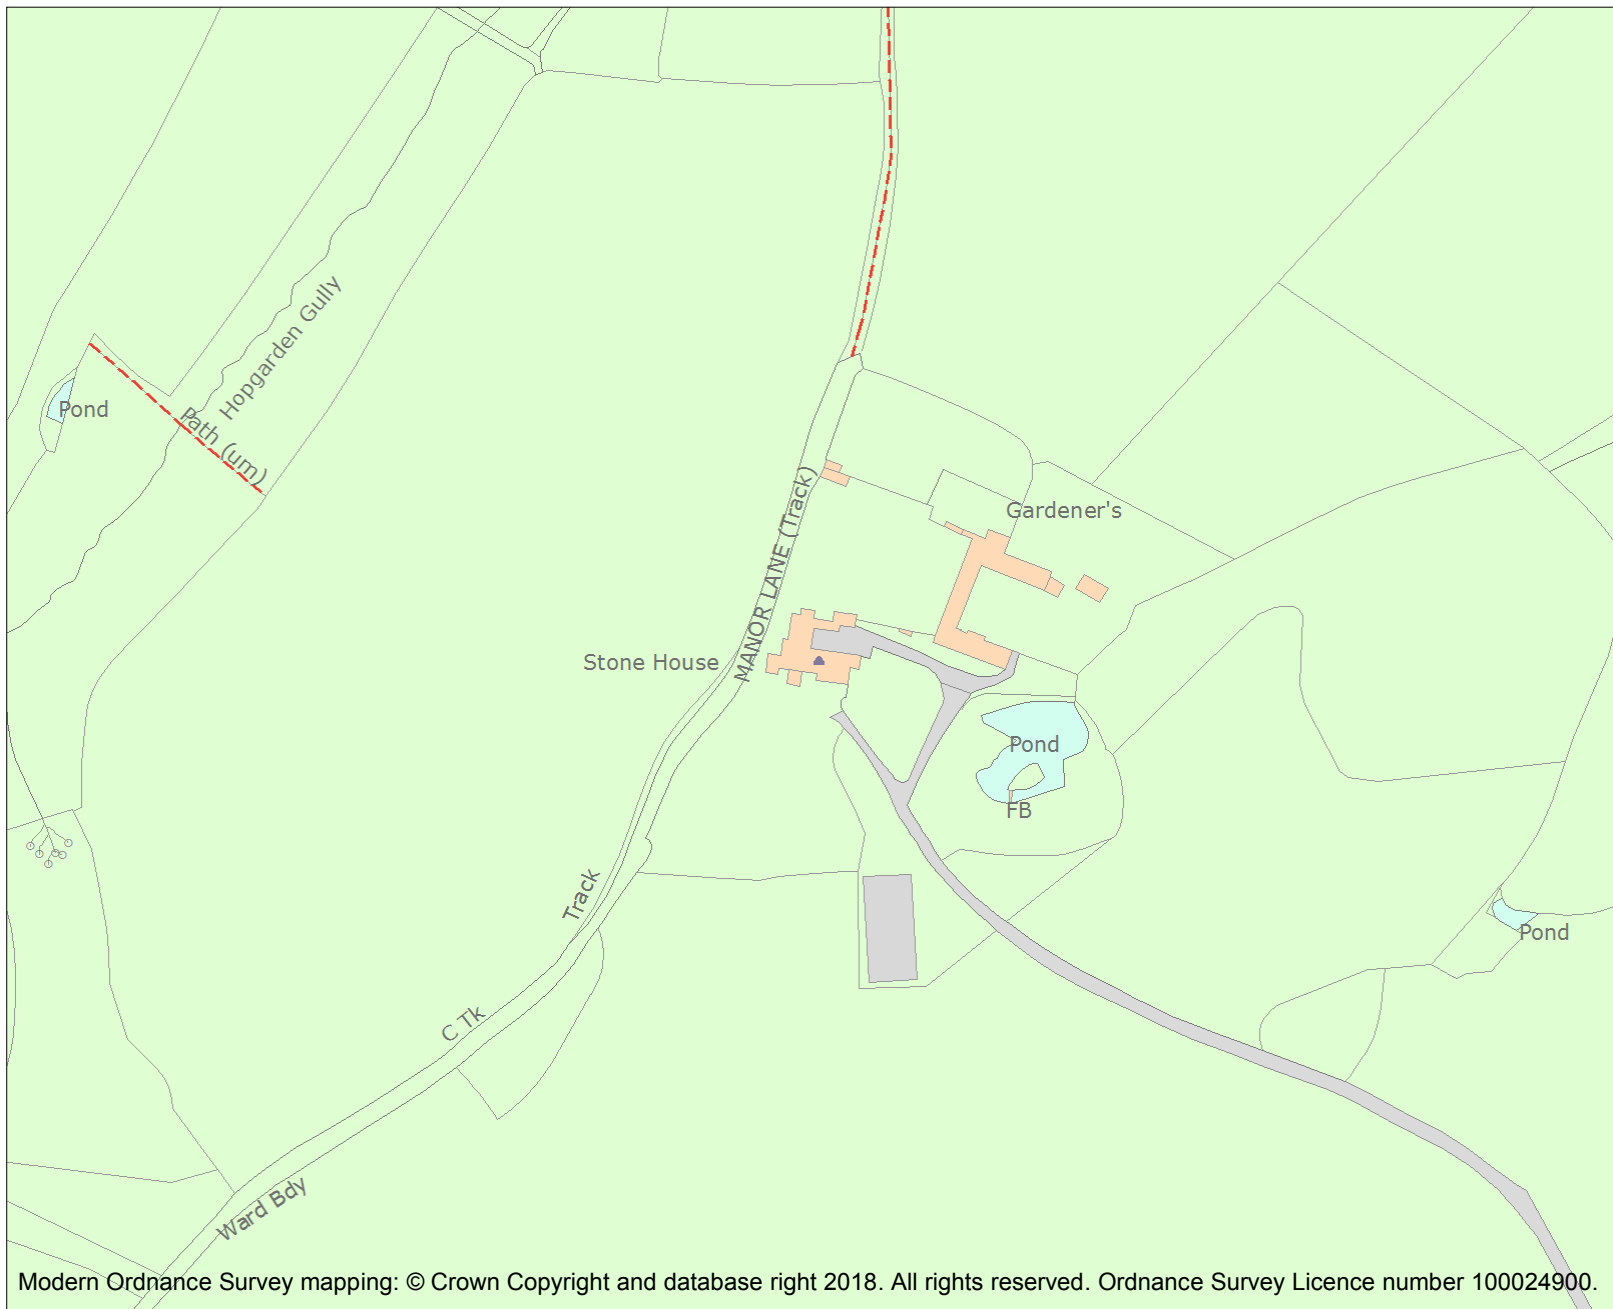 Hopgarden Gully
Pond
Path (um)
MANOR LANE (Track)
Gardener's
Stone House
Pond
FB
Track
Pond
C Tk
Ward Bdy
Modern Ordnance Survey mapping: © Crown Copyright and database right 2018. All rights reserved. Ordnance Survey Licence number 100024900.